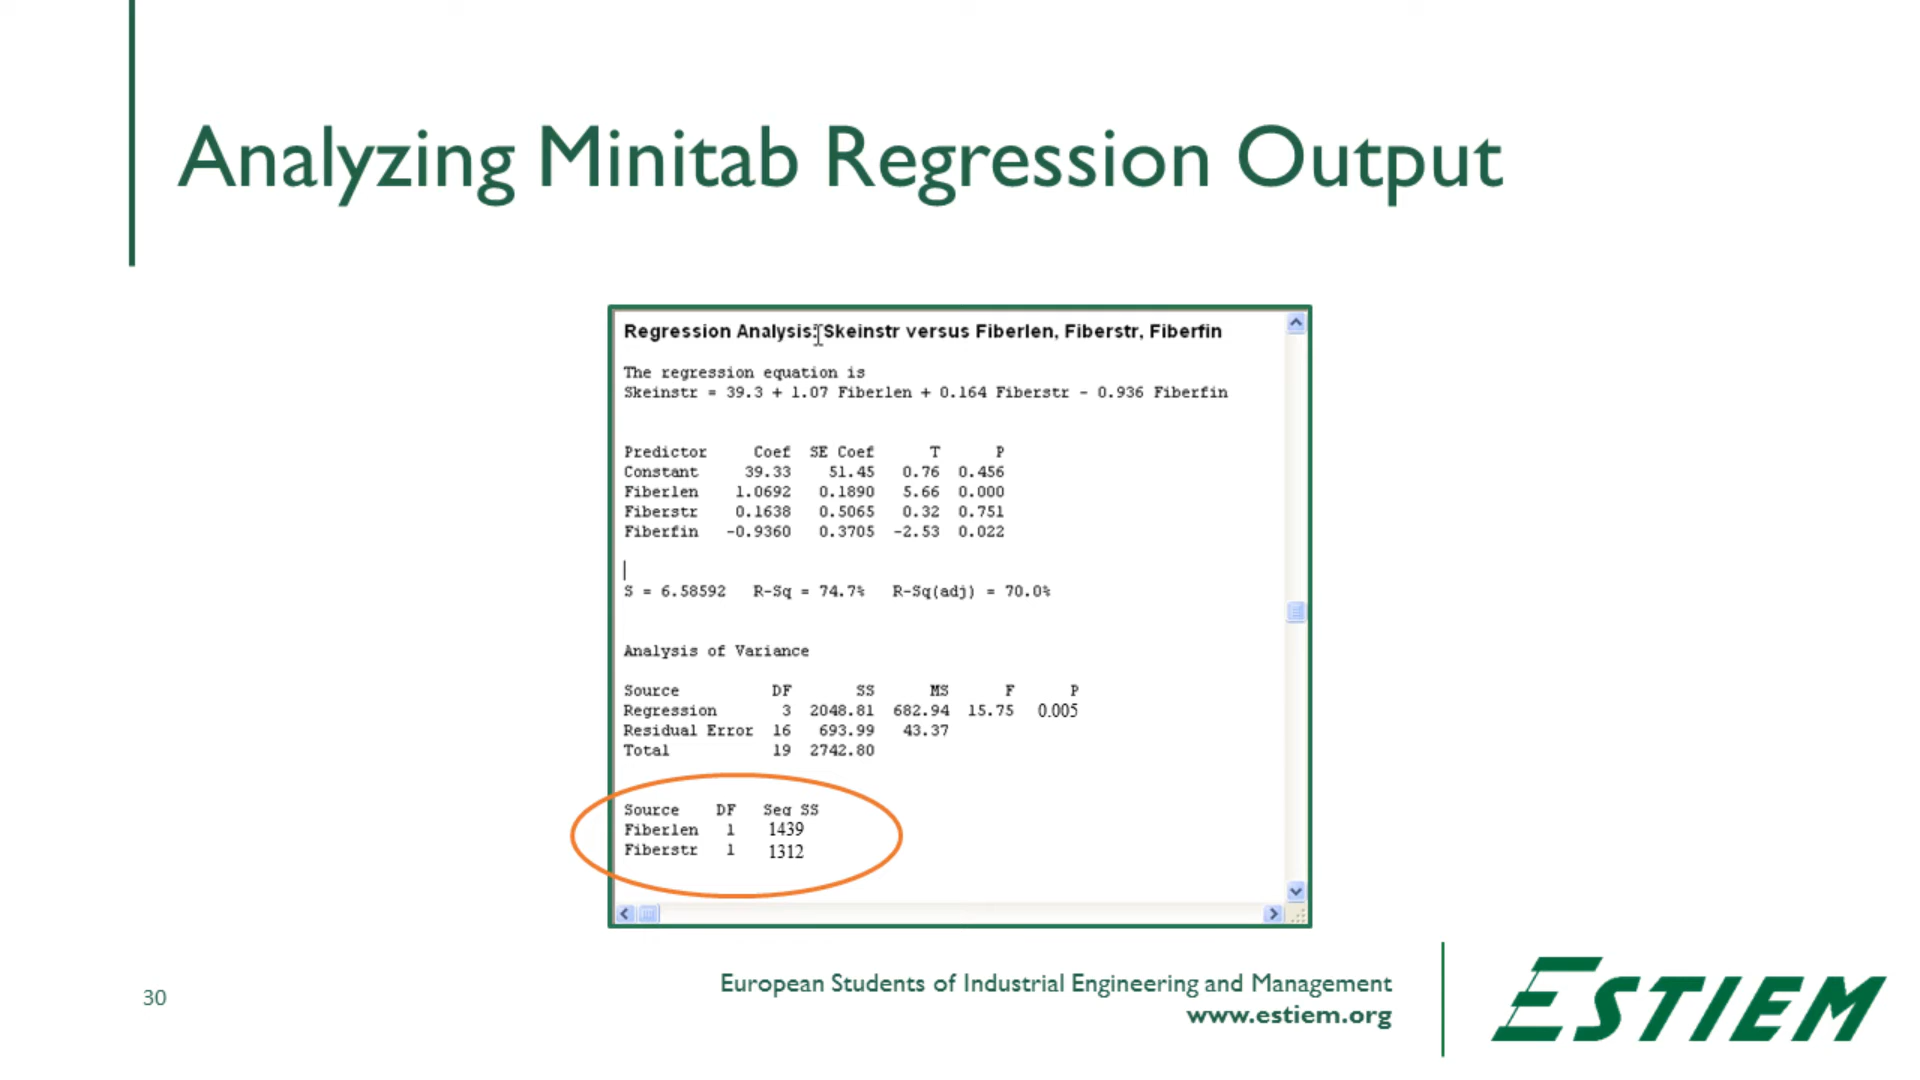 Analyzing Minitab Regression Output
Regression Analysis: Skeinstr versus Fiberlen, Fiberstr, Fiberfin
The regression equation is
Skeinstr = 39.3 + 1.07 Fiberlen + 0.164 Fiberstr - 0.936 Fiberfin
Predictor Coef SE Coef T P
Constant 39.33 51.45 0.76 0.456
Fiberlen 1.0692 0.1890 5.66 0.000
Fiberstr 0.1638 0.5065 0.32 0.751
Fiberfin -0.9360 0.3705 -2.53 0.022
S = 6.58592 R-Sq = 74.7% R-Sq(adj) = 70.0%
Analysis of Variance
Source DF SS MS F P
Regression 3 2048.81 682.94 15.75 0.005
Residual Error 16 693.99 43.37
Total 19 2742.80
Source DF Seq SS
Fiberlen 1 1439
Fiberstr 1 1312
30
European Students of Industrial Engineering and Management
www.estiem.org
ESTIEM